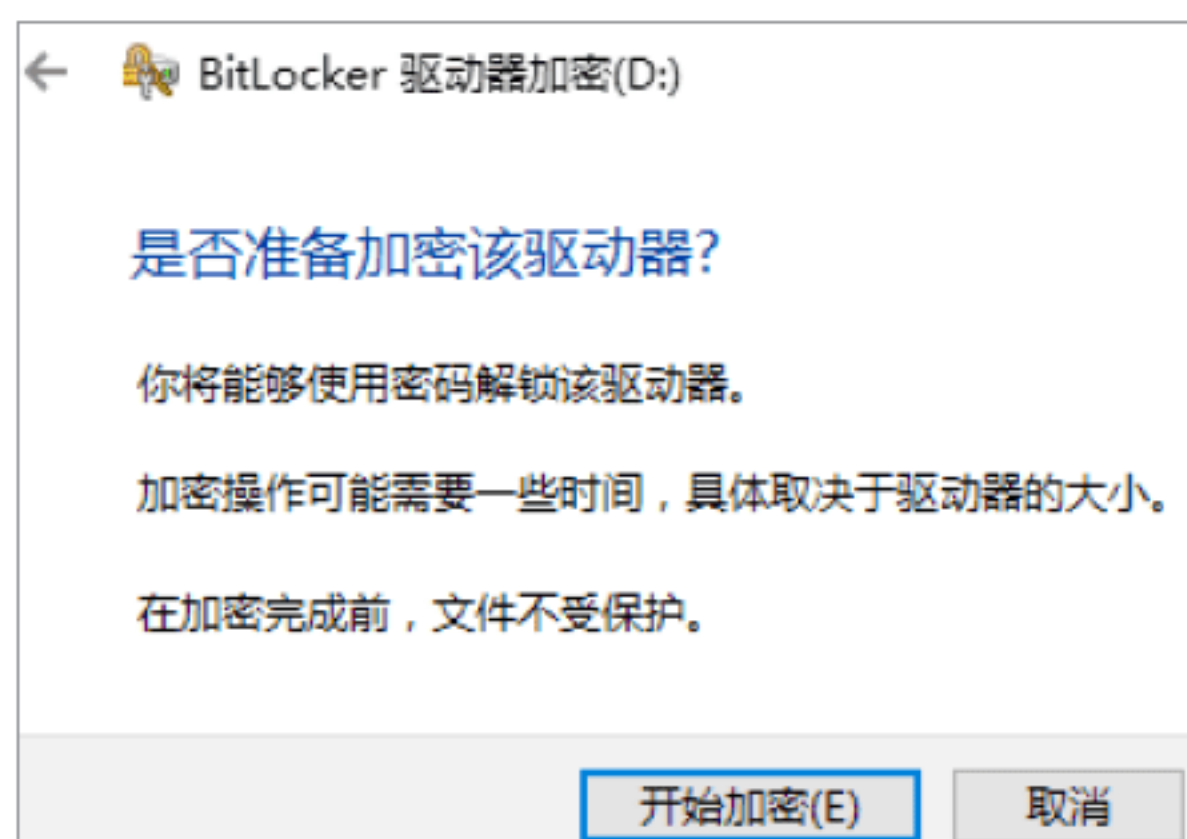 BitLocker 驱动器加密(D:)
是否准备加密该驱动器?
你将能够使用密码解锁该驱动器。
加密操作可能需要一些时间，具体取决于驱动器的大小。
在加密完成前，文件不受保护。
开始加密(E)
取消